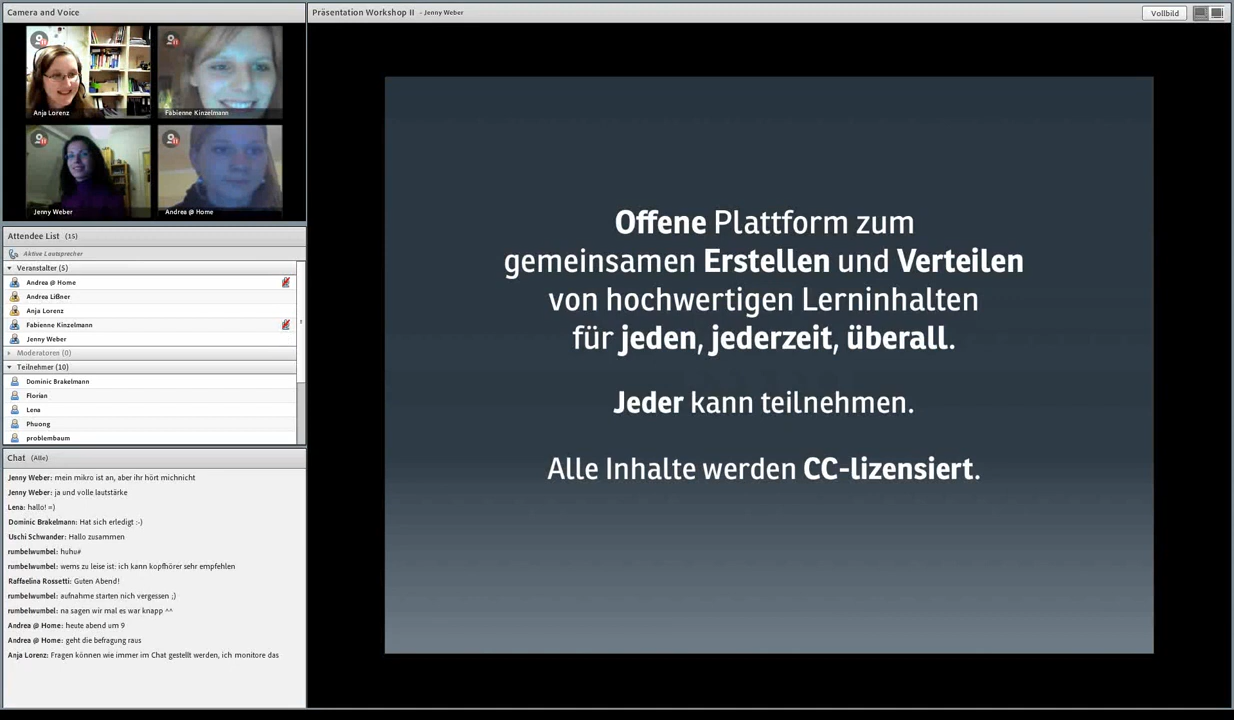 Camera and Voice
Anja Lorenz
Fabienne Kinzelmann
Jenny Weber
Andrea @ Home
Attendee List (15)
Aktive Lautsprecher
Veranstalter (5)
Andrea @ Home
Andrea Lißner
Anja Lorenz
Fabienne Kinzelmann
Jenny Weber
Moderatoren (0)
Teilnehmer (10)
Dominic Brakelmann
Florian
Lena
Phuong
problembaum
Chat (Alle)
Jenny Weber: mein mikro ist an, aber ihr hört michnicht
Jenny Weber: ja und volle lautstärke
Lena: hallo! =)
Dominic Brakelmann: Hat sich erledigt :-)
Uschi Schwander: Hallo zusammen
rumbelwumbel: huhu#
rumbelwumbel: wems zu leise ist: ich kann kopfhörer sehr empfehlen
Raffaelina Rossetti: Guten Abend!
rumbelwumbel: aufnahme starten nich vergessen ;)
rumbelwumbel: na sagen wir mal es war knapp ^^
Andrea @ Home: heute abend um 9
Andrea @ Home: geht die befragung raus
Anja Lorenz: Fragen können wie immer im Chat gestellt werden, ich monitore das
Präsentation Workshop II - Jenny Weber
Vollbild
Offene Plattform zum
gemeinsamen Erstellen und Verteilen
von hochwertigen Lerninhalten
für jeden, jederzeit, überall.
Jeder kann teilnehmen.
Alle Inhalte werden CC-lizensiert.